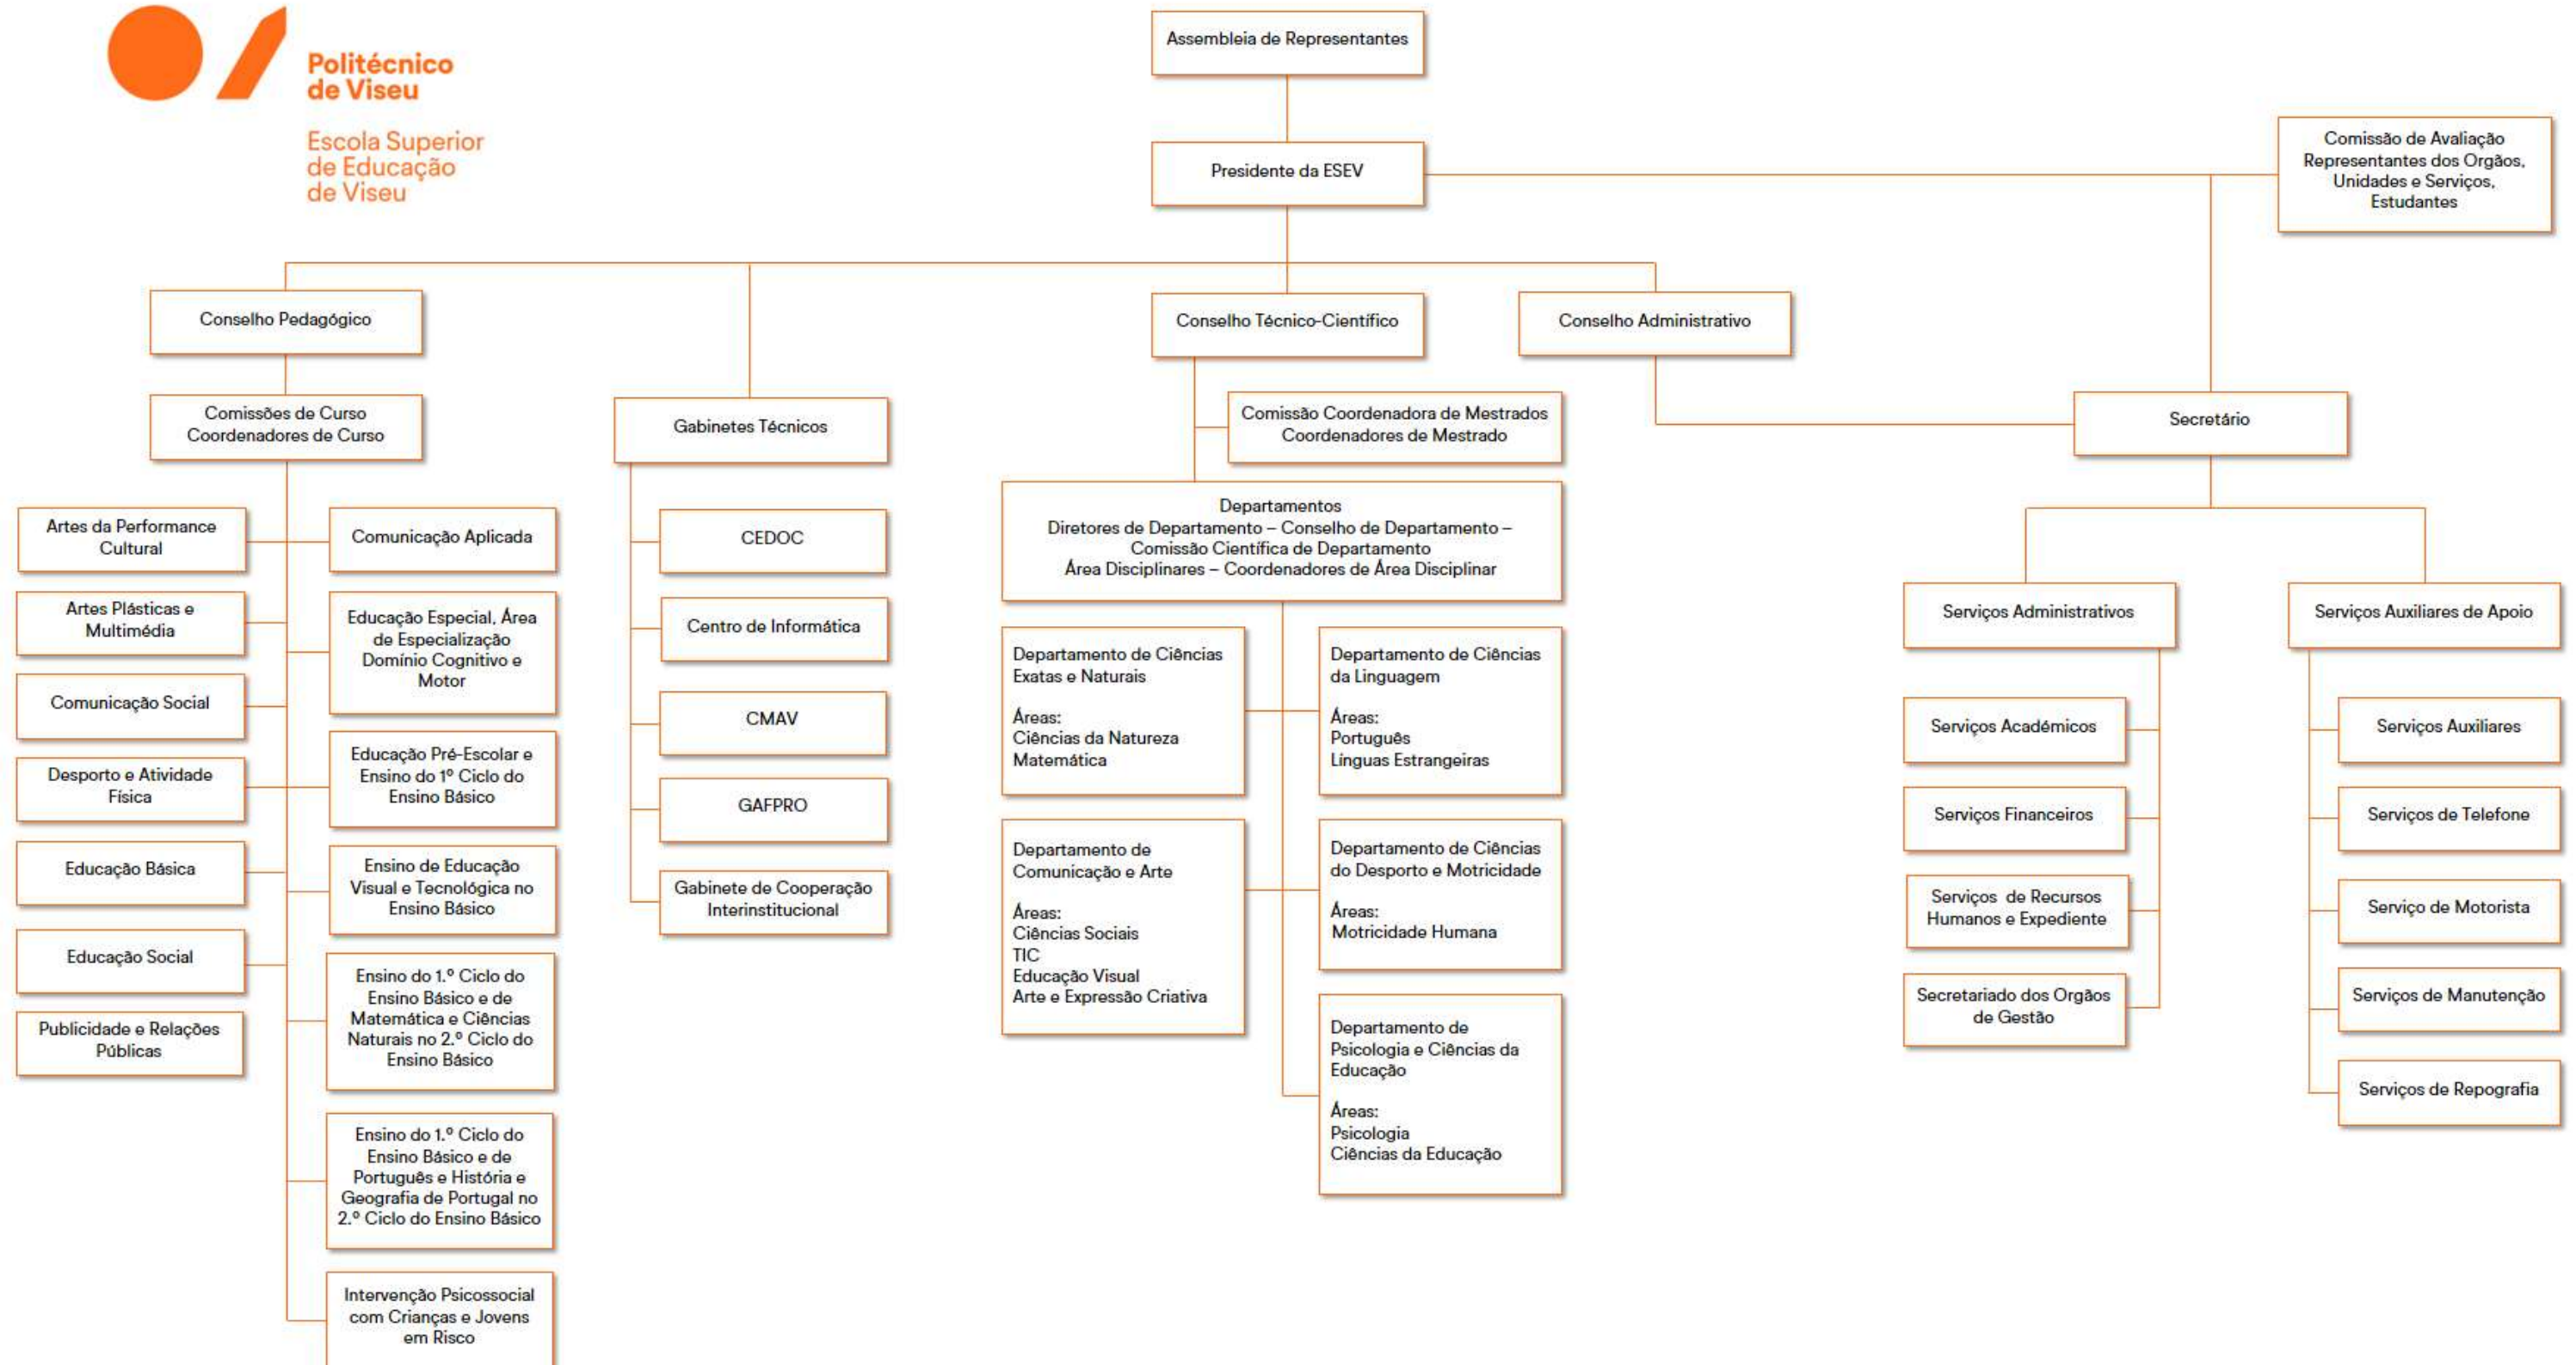 Politécnico
de Viseu
Escola Superior
de Educação
de Viseu
Assembleia de Representantes
Presidente da ESEV
Comissão de Avaliação
Representantes dos Orgãos,
Unidades e Serviços,
Estudantes
Conselho Pedagógico
Conselho Técnico-Científico
Conselho Administrativo
Comissões de Curso
Coordenadores de Curso
Gabinetes Técnicos
Comissão Coordenadora de Mestrados
Coordenadores de Mestrado
Secretário
Artes da Performance
Cultural
Artes Plásticas e
Multimédia
Comunicação Social
Desporto e Atividade
Física
Educação Básica
Educação Social
Publicidade e Relações
Públicas
Comunicação Aplicada
Educação Especial, Área
de Especialização
Domínio Cognitivo e
Motor
Educação Pré-Escolar e
Ensino do 1º Ciclo do
Ensino Básico
Ensino de Educação
Visual e Tecnológica no
Ensino Básico
Ensino do 1.º Ciclo do
Ensino Básico e de
Matemática e Ciências
Naturais no 2.º Ciclo do
Ensino Básico
Ensino do 1.º Ciclo do
Ensino Básico e de
Português e História e
Geografia de Portugal no
2.º Ciclo do Ensino Básico
Intervenção Psicossocial
com Crianças e Jovens
em Risco
CEDOC
Centro de Informática
CMAV
GAFPRO
Gabinete de Cooperação
Interinstitucional
Departamentos
Diretores de Departamento – Conselho de Departamento –
Comissão Científica de Departamento
Área Disciplinares – Coordenadores de Área Disciplinar
Departamento de Ciências
Exatas e Naturais
Áreas:
Ciências da Natureza
Matemática
Departamento de Ciências
da Linguagem
Áreas:
Português
Línguas Estrangeiras
Departamento de
Comunicação e Arte
Áreas:
Ciências Sociais
TIC
Educação Visual
Arte e Expressão Criativa
Departamento de Ciências
do Desporto e Motricidade
Áreas:
Motricidade Humana
Departamento de
Psicologia e Ciências da
Educação
Áreas:
Psicologia
Ciências da Educação
Serviços Administrativos
Serviços Académicos
Serviços Financeiros
Serviços de Recursos
Humanos e Expediente
Secretariado dos Orgãos
de Gestão
Serviços Auxiliares de Apoio
Serviços Auxiliares
Serviços de Telefone
Serviço de Motorista
Serviços de Manutenção
Serviços de Repografia